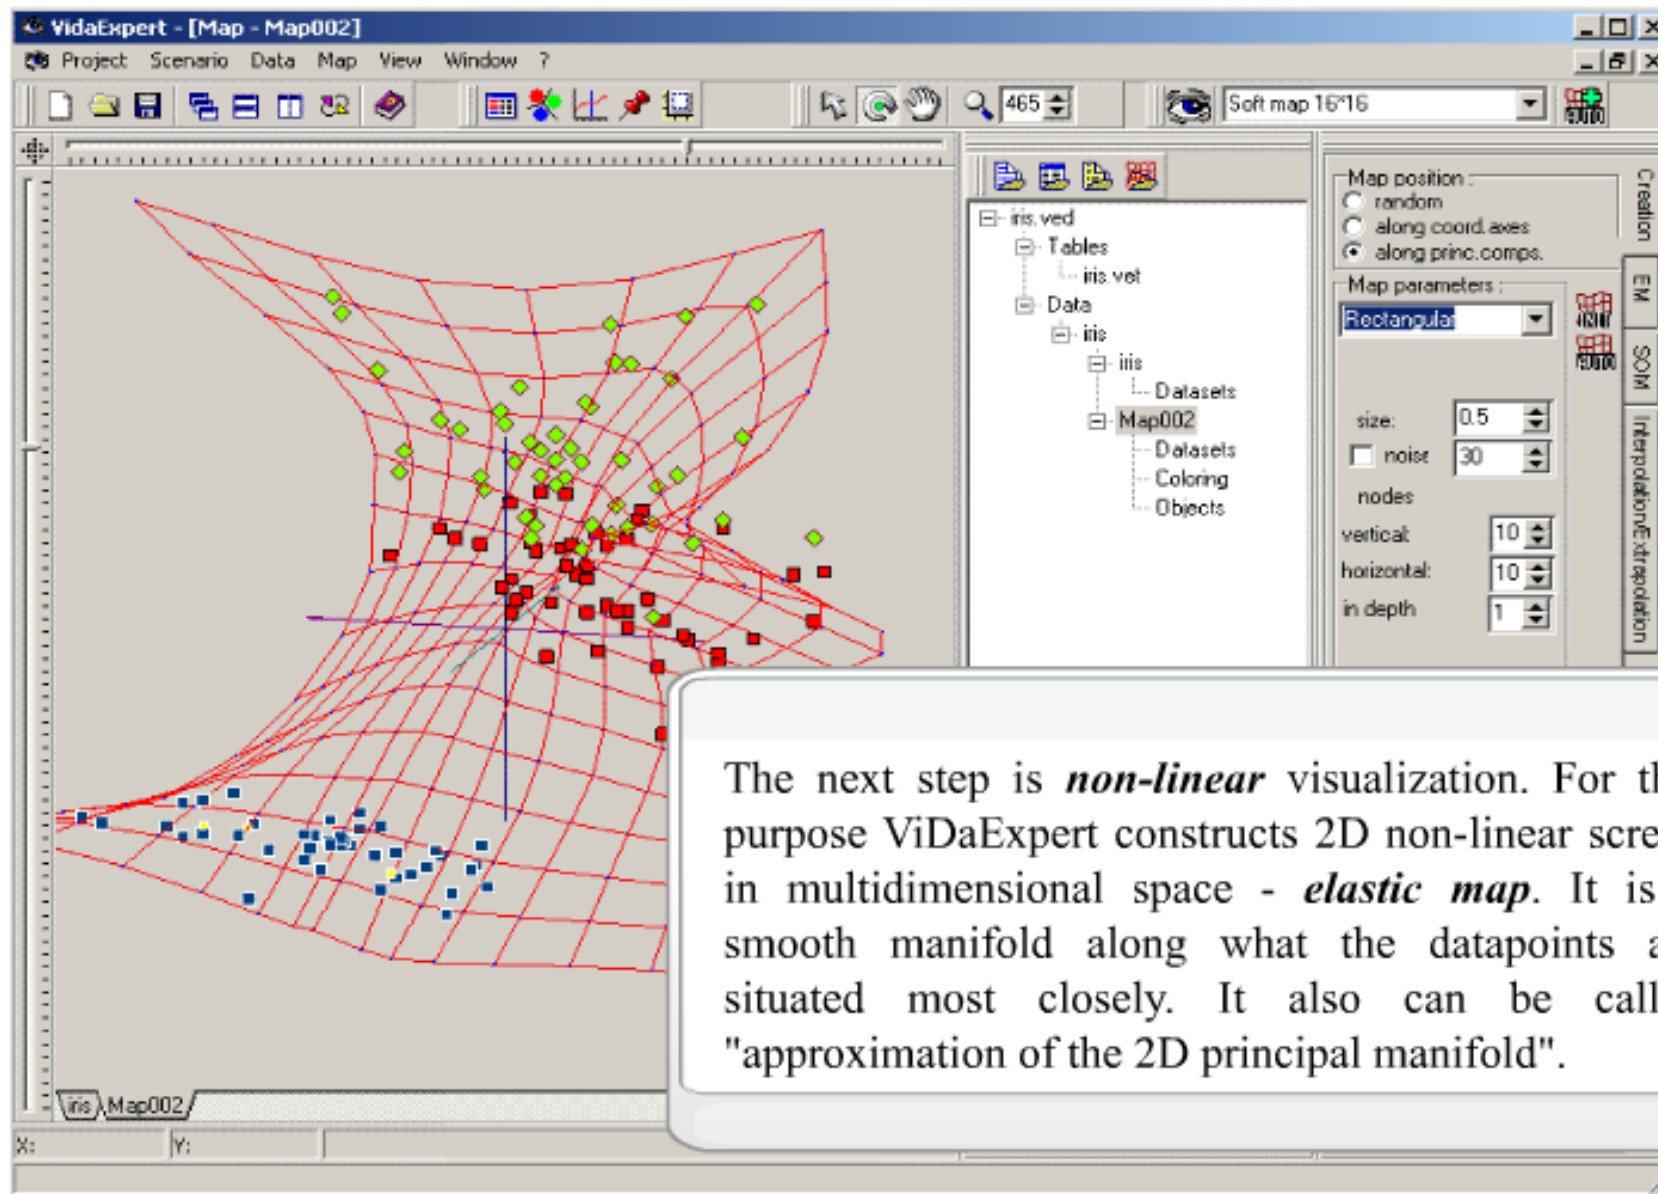 VidaExpert - [Map - Map002]
Project Scenario Data Map View Window ?
465
Soft map 16*16
iris.ved
Tables
iris.vet
Data
iris
iris
Datasets
Map002
Datasets
Coloring
Objects
Map position :
random
along coord.axes
along princ.comps.
Map parameters :
Rectangular
size: 0.5
noise 30
nodes
vertical: 10
horizontal: 10
in depth 1
Creation
EM
SOM
Interpolation/Extrapolation
The next step is non-linear visualization. For th
purpose ViDaExpert constructs 2D non-linear scre
in multidimensional space - elastic map. It is
smooth manifold along what the datapoints a
situated most closely. It also can be call
"approximation of the 2D principal manifold".
iris Map002
X: Y: